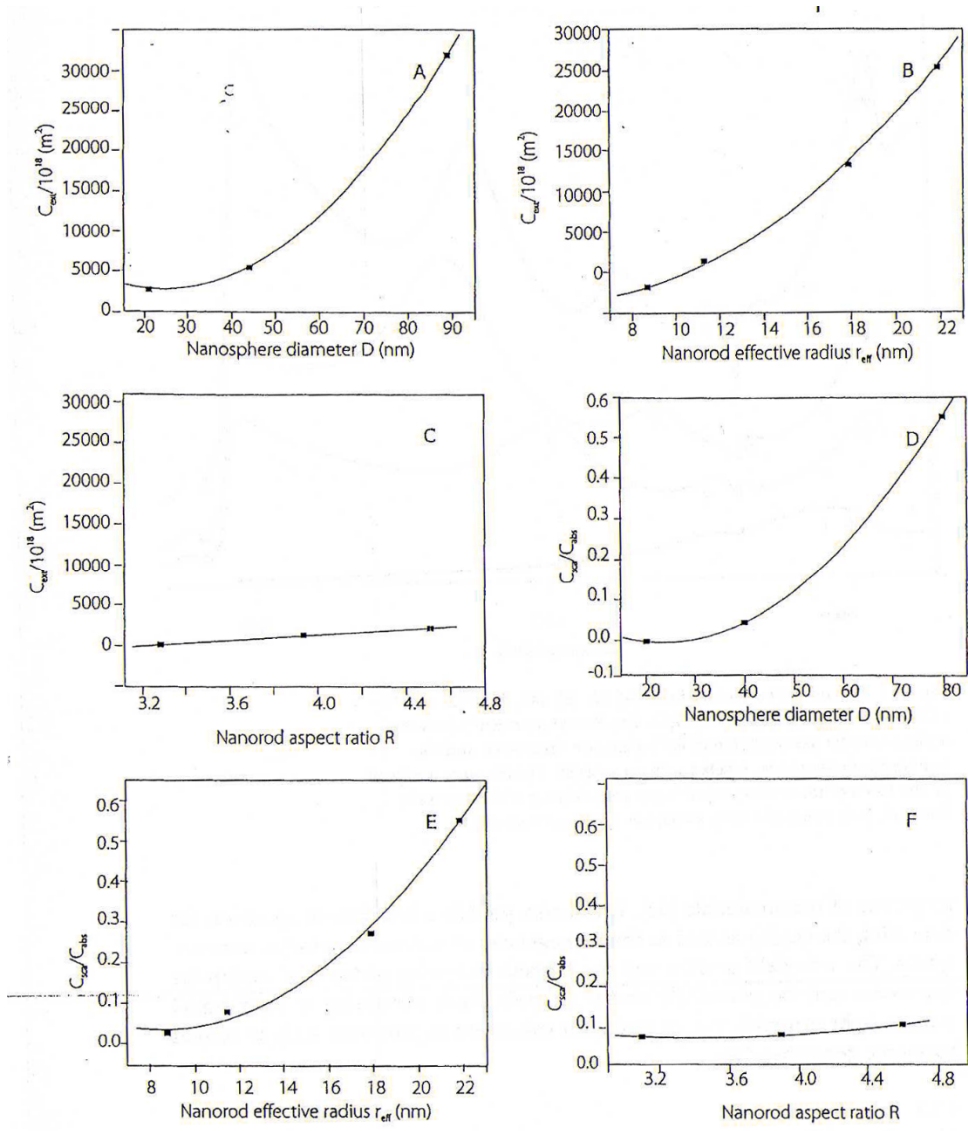 A
C
30000
25000
20000
15000
10000
5000
0
C_ext/10^18 (m²)
20 30 40 50 60 70 80 90
Nanosphere diameter D (nm)
B
30000
25000
20000
15000
10000
5000
0
C_ext/10^18 (m²)
8 10 12 14 16 18 20 22
Nanorod effective radius r_eff (nm)
C
30000
25000
20000
15000
10000
5000
0
C_ext/10^18 (m²)
3.2 3.6 4.0 4.4 4.8
Nanorod aspect ratio R
D
0.6
0.5
0.3
0.2
0.1
0.0
-0.1
C_sca/C_abs
20 30 40 50 60 70 80
Nanosphere diameter D (nm)
E
0.6
0.5
0.4
0.3
0.2
0.1
0.0
C_sca/C_abs
8 10 12 14 16 18 20 22
Nanorod effective radius r_eff (nm)
F
0.6
0.5
0.4
0.3
0.2
0.1
0.0
C_sca/C_abs
3.2 3.6 4.0 4.4 4.8
Nanorod aspect ratio R